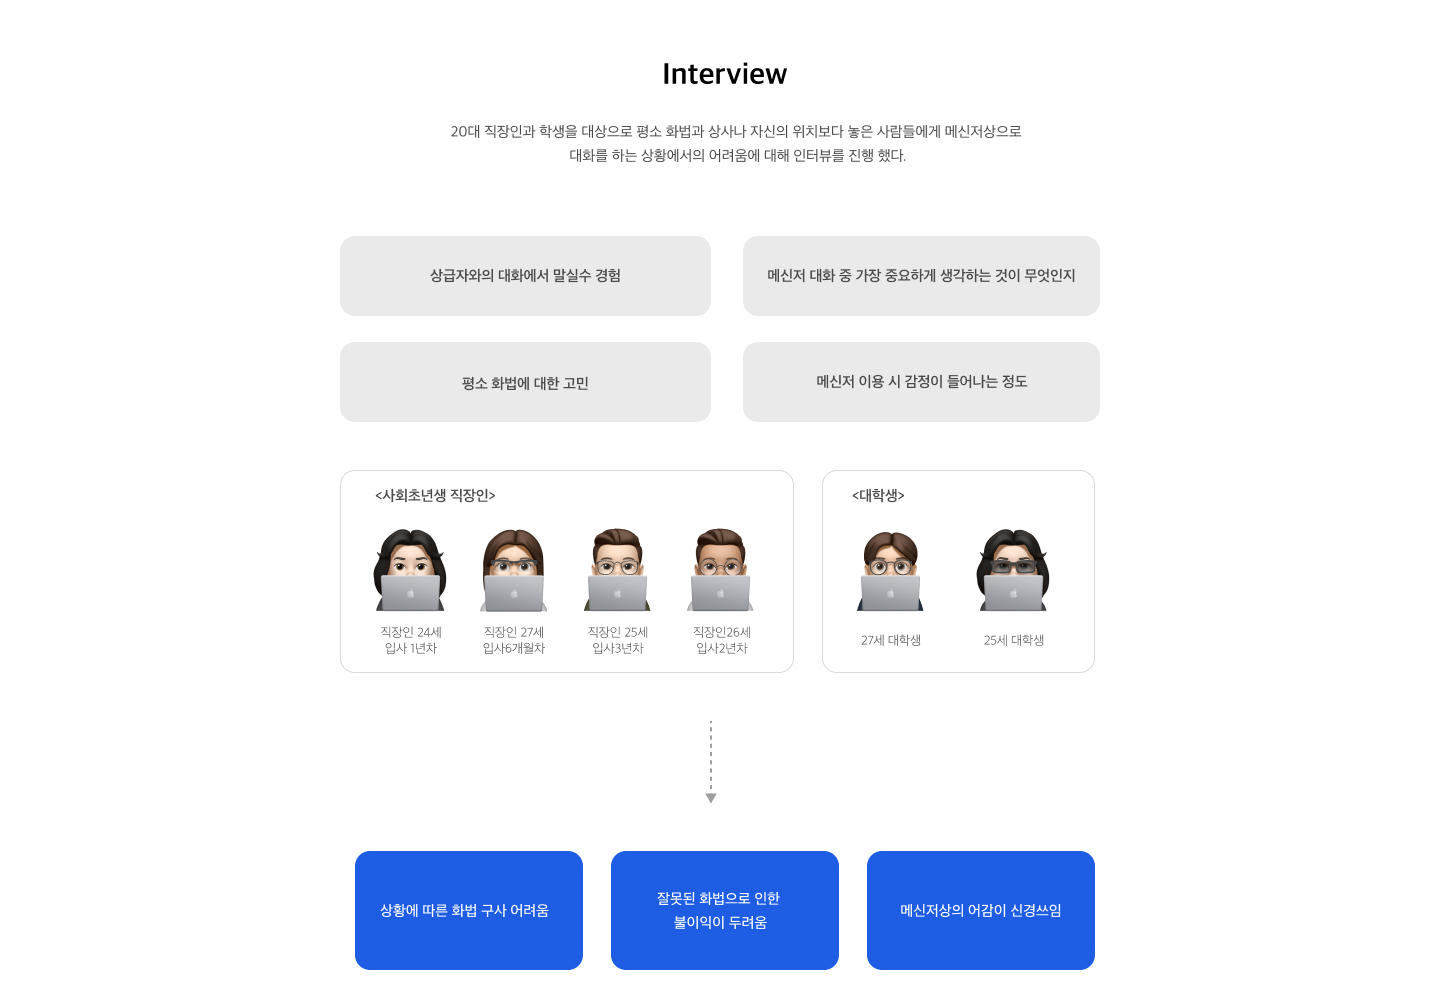 Interview
20대 직장인과 학생을 대상으로 평소 화법과 상사나 자신의 위치보다 놓은 사람들에게 메신저상으로
대화를 하는 상황에서의 어려움에 대해 인터뷰를 진행 했다.
상급자와의 대화에서 말실수 경험
메신저 대화 중 가장 중요하게 생각하는 것이 무엇인지
평소 화법에 대한 고민
메신저 이용 시 감정이 들어나는 정도
<사회초년생 직장인>
<대학생>
직장인 24세
입사 1년차
직장인 27세
입사6개월차
직장인 25세
입사3년차
직장인26세
입사2년차
27세 대학생
25세 대학생
상황에 따른 화법 구사 어려움
잘못된 화법으로 인한
불이익이 두려움
메신저상의 어감이 신경쓰임